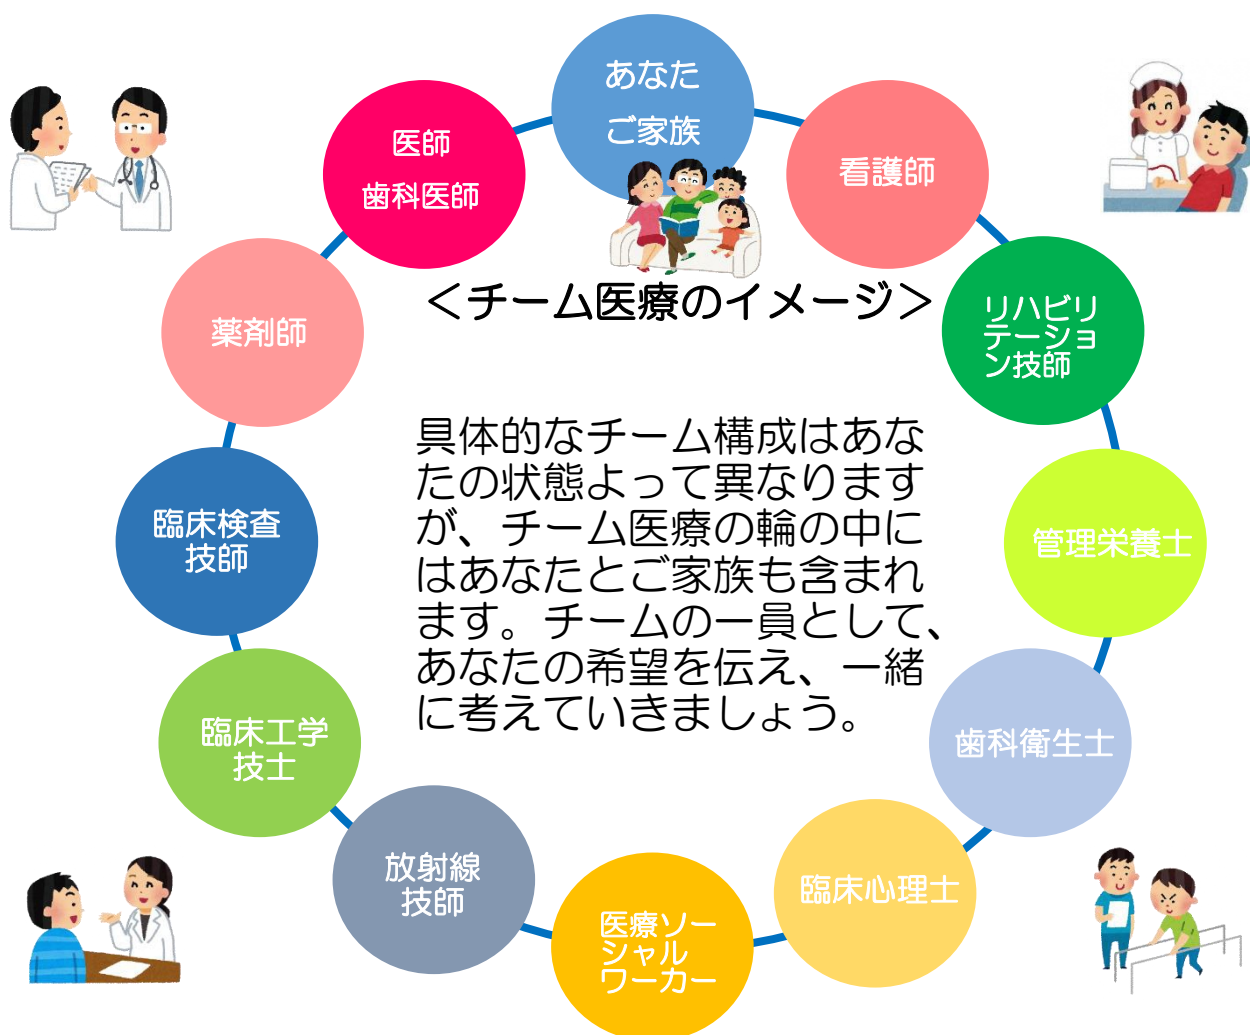 あなた
ご家族
医師
歯科医師
看護師
＜チーム医療のイメージ＞
薬剤師
リハビリ
テーショ
ン技師
具体的なチーム構成はあな
たの状態よって異なります
が、チーム医療の輪の中に
はあなたとご家族も含まれ
ます。チームの一員として、
あなたの希望を伝え、一緒
に考えていきましょう。
臨床検査
技師
管理栄養士
臨床工学
技士
歯科衛生士
放射線
技師
臨床心理士
医療ソー
シャル
ワーカー